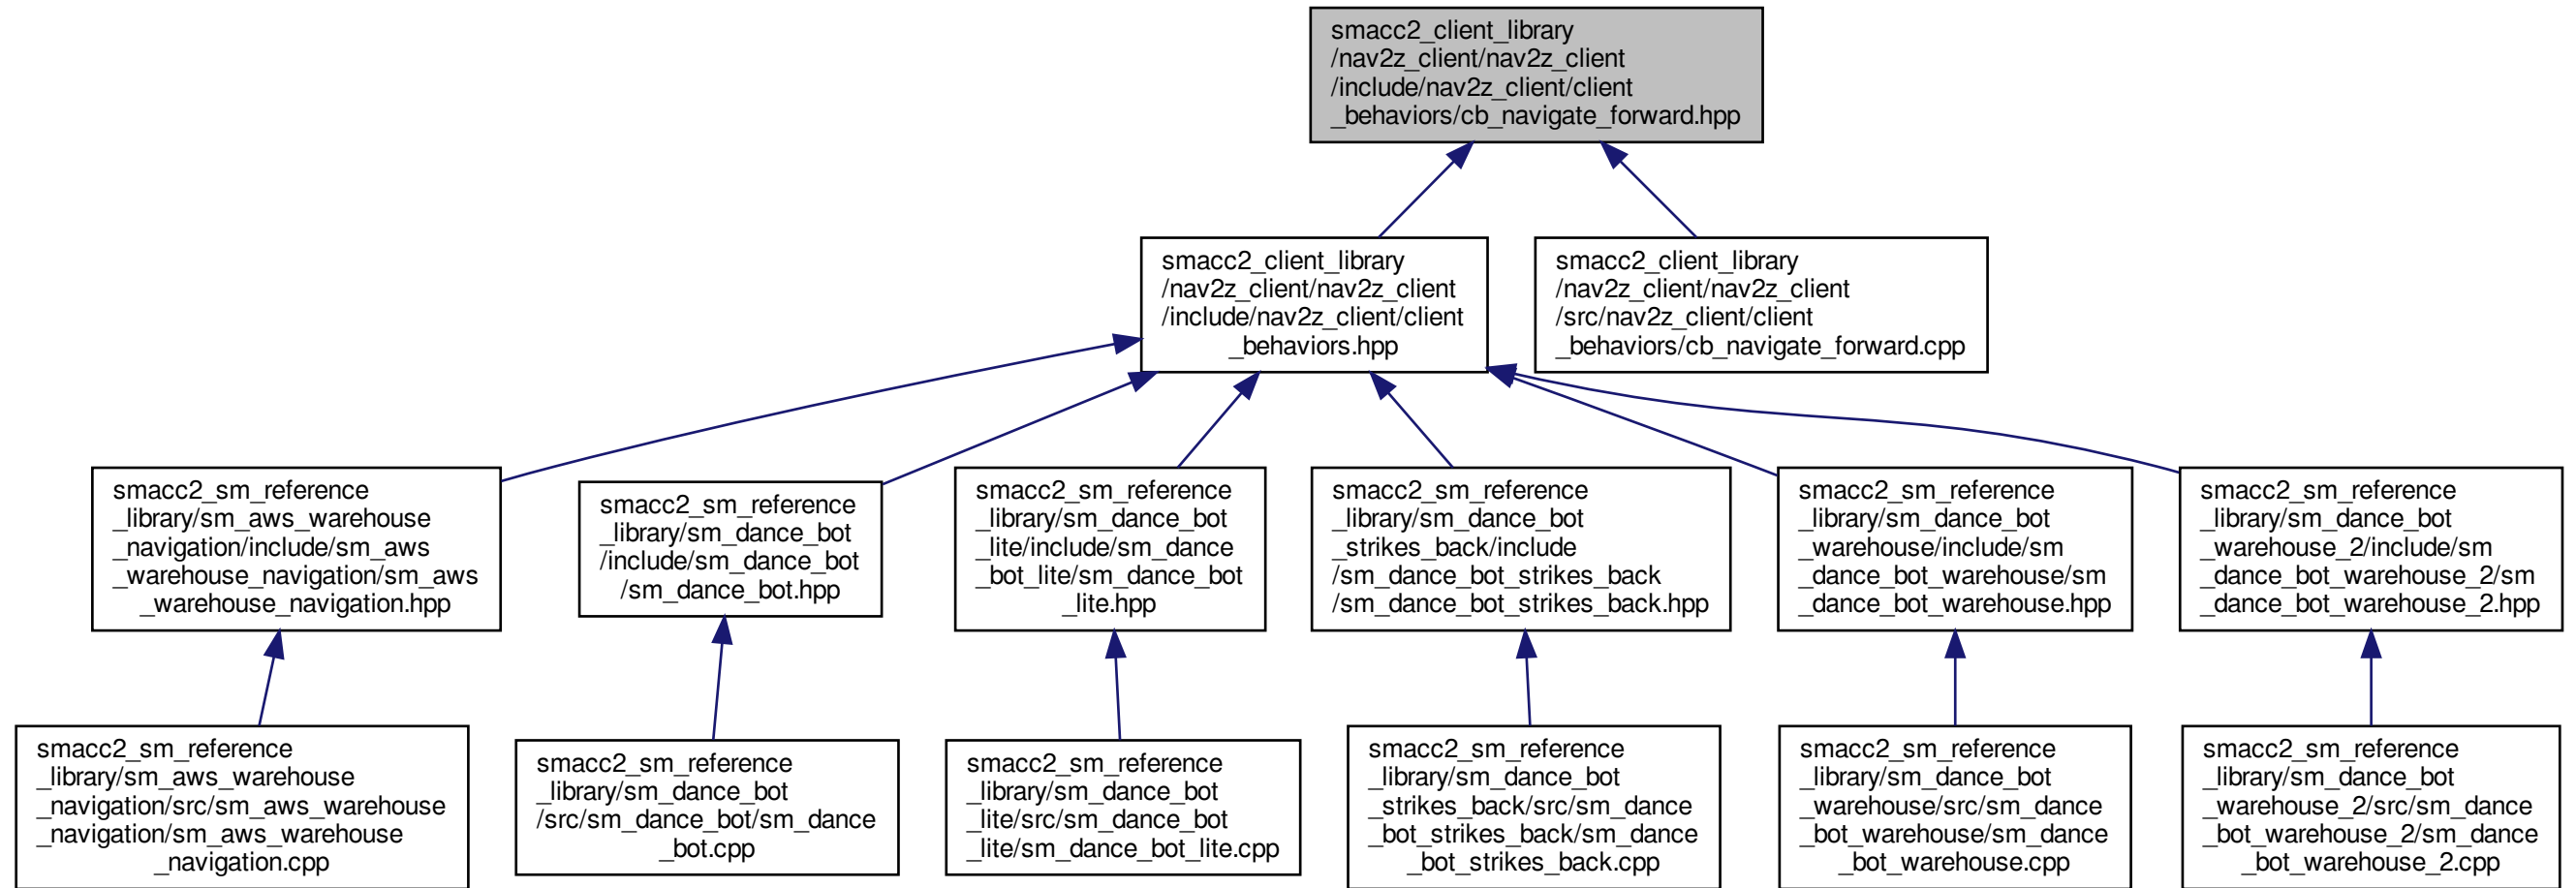 smacc2_client_library
/nav2z_client/nav2z_client
/include/nav2z_client/client
_behaviors/cb_navigate_forward.hpp
smacc2_client_library
/nav2z_client/nav2z_client
/include/nav2z_client/client
_behaviors.hpp
smacc2_client_library
/nav2z_client/nav2z_client
/src/nav2z_client/client
_behaviors/cb_navigate_forward.cpp
smacc2_sm_reference
_library/sm_aws_warehouse
_navigation/include/sm_aws
_warehouse_navigation/sm_aws
_warehouse_navigation.hpp
smacc2_sm_reference
_library/sm_dance_bot
/include/sm_dance_bot
/sm_dance_bot.hpp
smacc2_sm_reference
_library/sm_dance_bot
_lite/include/sm_dance
_bot_lite/sm_dance_bot
_lite.hpp
smacc2_sm_reference
_library/sm_dance_bot
_strikes_back/include
/sm_dance_bot_strikes_back
/sm_dance_bot_strikes_back.hpp
smacc2_sm_reference
_library/sm_dance_bot
_warehouse/include/sm
_dance_bot_warehouse/sm
_dance_bot_warehouse.hpp
smacc2_sm_reference
_library/sm_dance_bot
_warehouse_2/include/sm
_dance_bot_warehouse_2/sm
_dance_bot_warehouse_2.hpp
smacc2_sm_reference
_library/sm_aws_warehouse
_navigation/src/sm_aws_warehouse
_navigation/sm_aws_warehouse
_navigation.cpp
smacc2_sm_reference
_library/sm_dance_bot
/src/sm_dance_bot/sm_dance
_bot.cpp
smacc2_sm_reference
_library/sm_dance_bot
_lite/src/sm_dance_bot
_lite/sm_dance_bot_lite.cpp
smacc2_sm_reference
_library/sm_dance_bot
_strikes_back/src/sm_dance
_bot_strikes_back/sm_dance
_bot_strikes_back.cpp
smacc2_sm_reference
_library/sm_dance_bot
_warehouse/src/sm_dance
_bot_warehouse/sm_dance
_bot_warehouse.cpp
smacc2_sm_reference
_library/sm_dance_bot
_warehouse_2/src/sm_dance
_bot_warehouse_2/sm_dance
_bot_warehouse_2.cpp